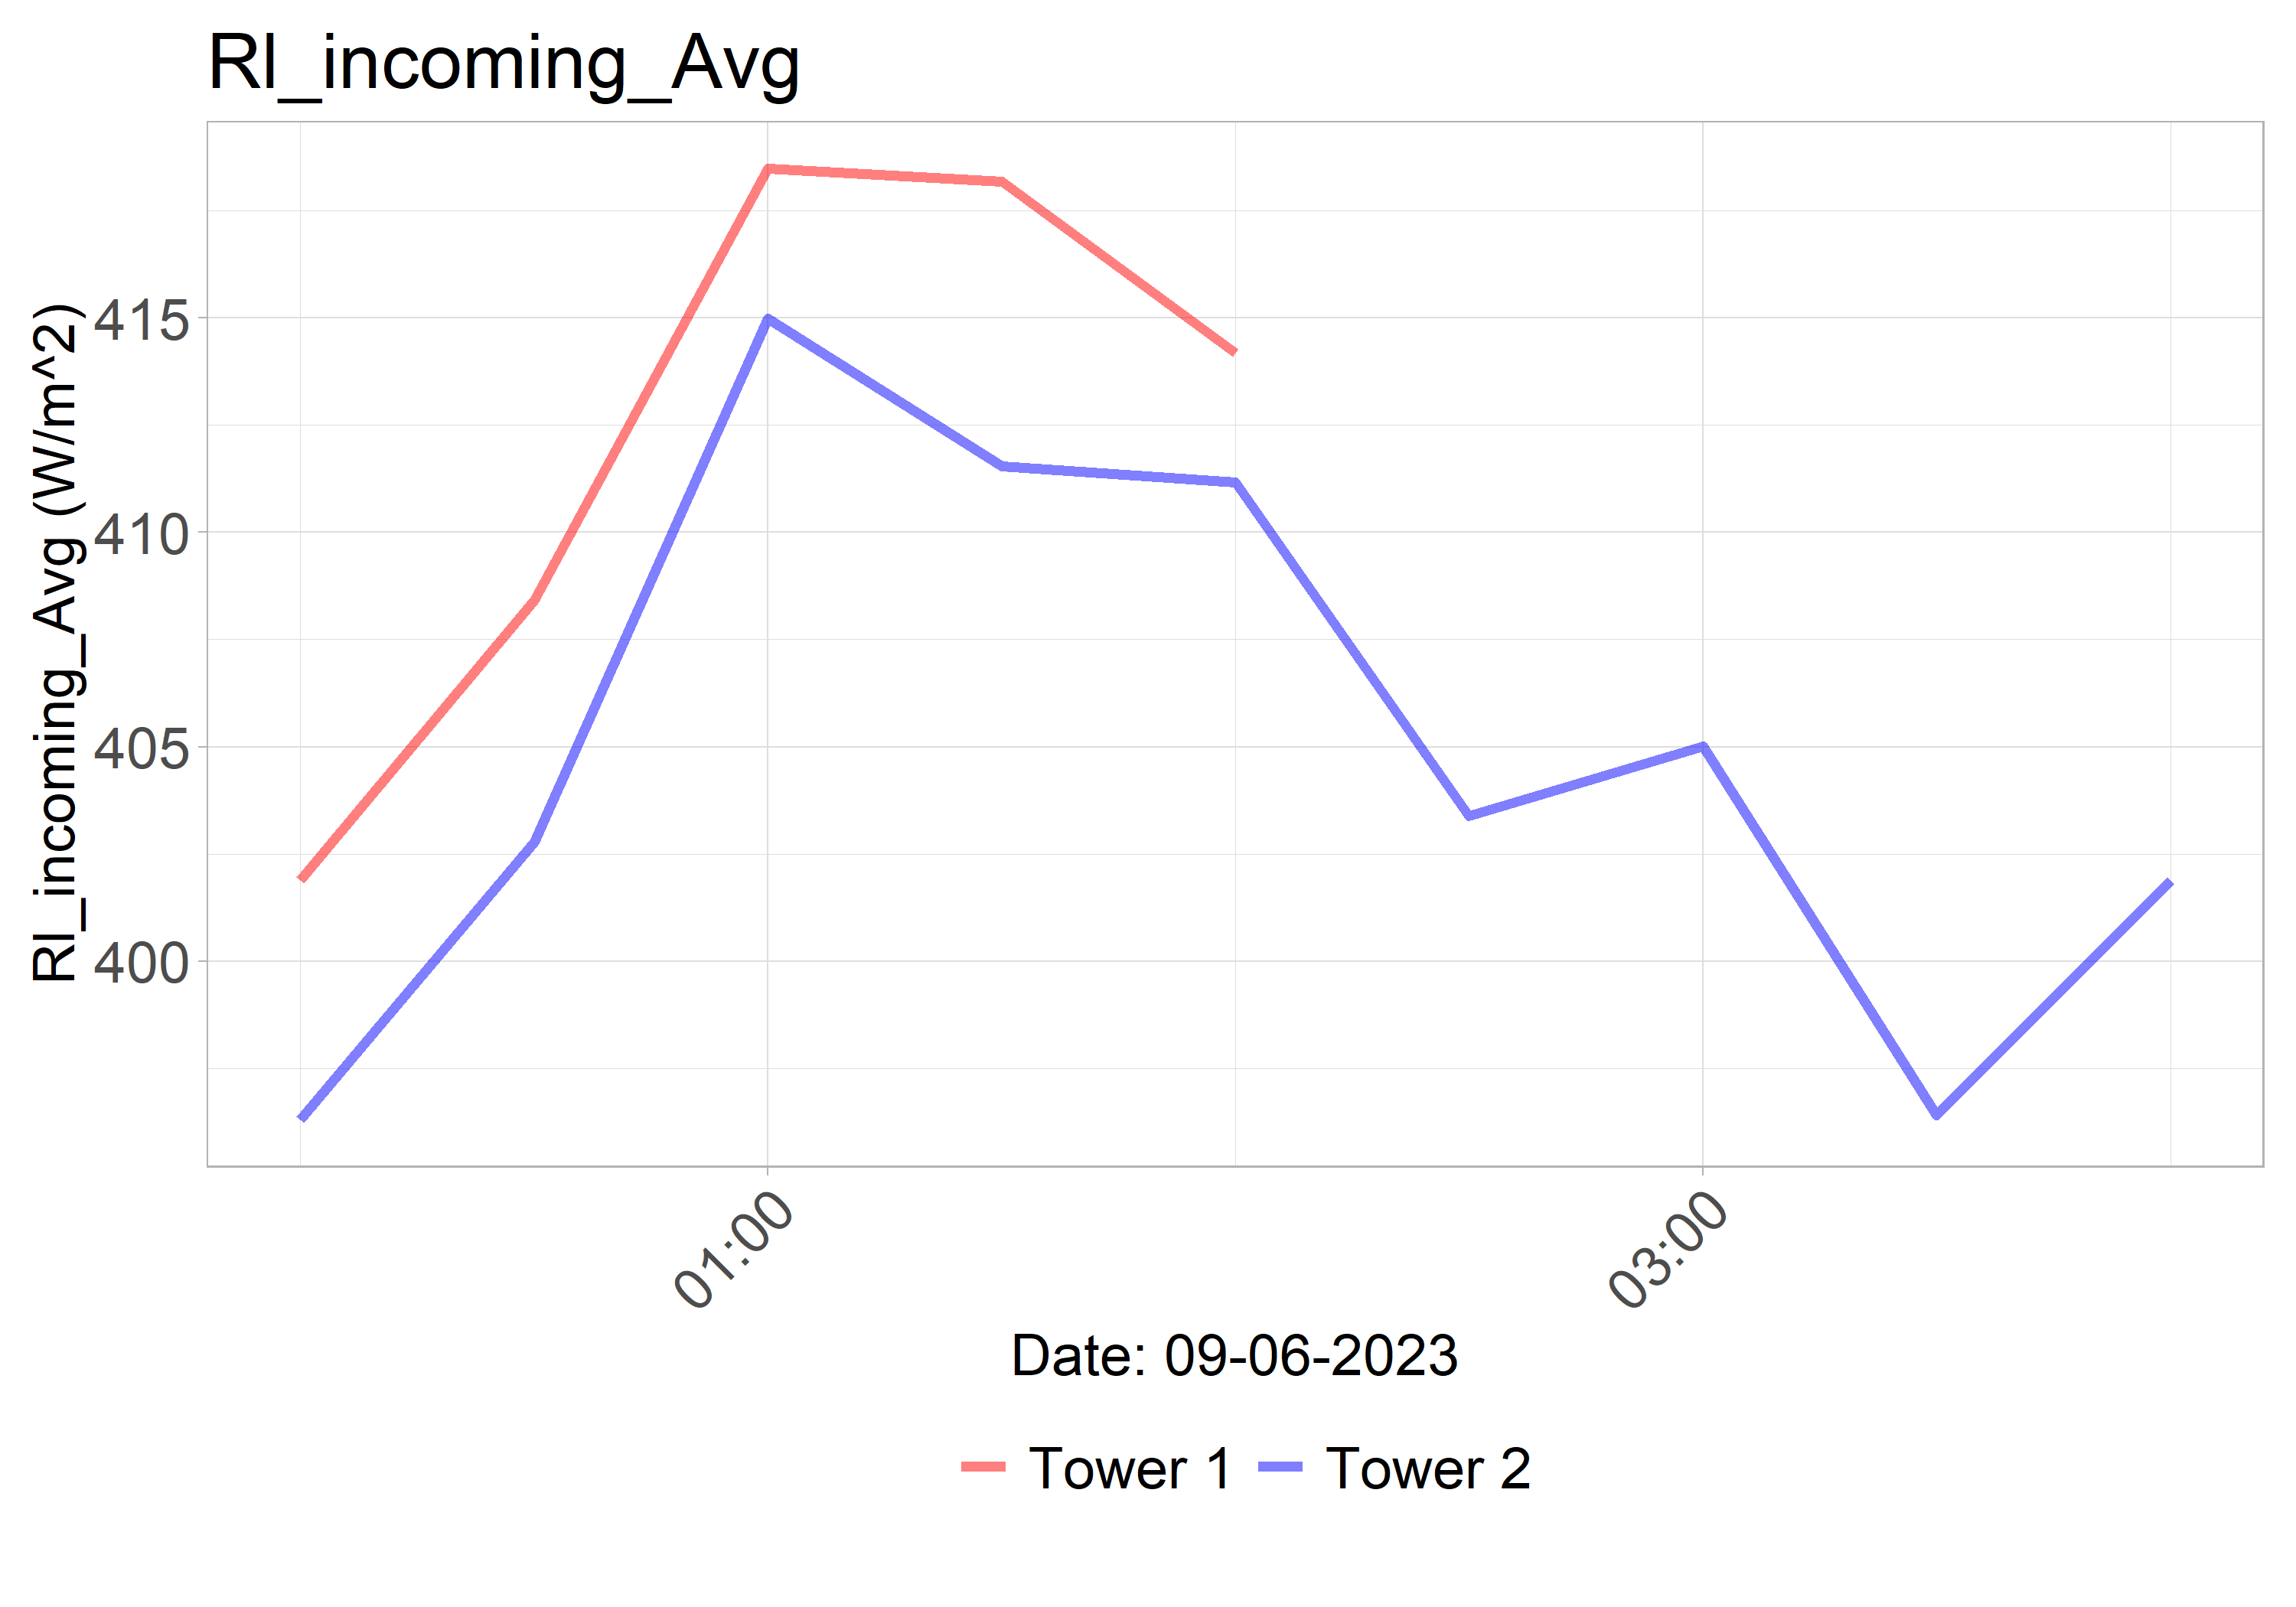 Rl_incoming_Avg
Rl_incoming_Avg (W/m^2)
415
410
405
400
01:00
03:00
Date: 09-06-2023
Tower 1
Tower 2